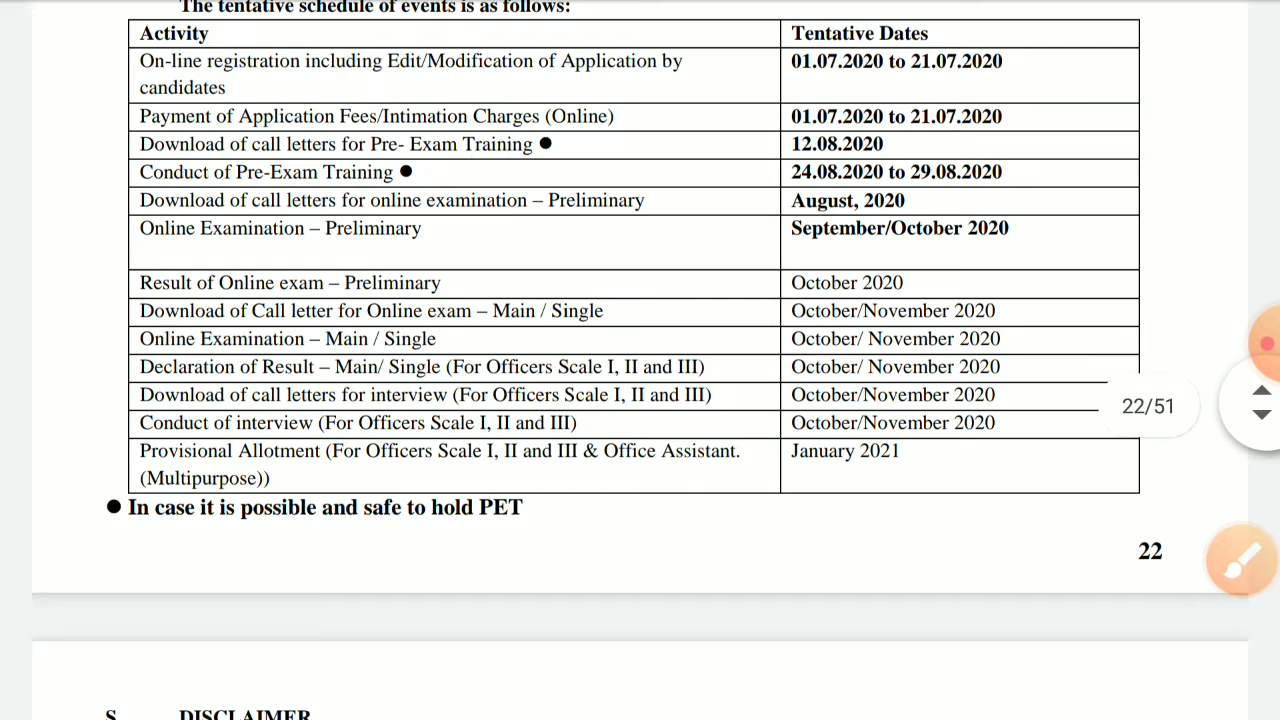 The tentative schedule of events is as follows:
Activity Tentative Dates
On-line registration including Edit/Modification of Application by 01.07.2020 to 21.07.2020
candidates
Payment of Application Fees/Intimation Charges (Online) 01.07.2020 to 21.07.2020
Download of call letters for Pre- Exam Training ● 12.08.2020
Conduct of Pre-Exam Training ● 24.08.2020 to 29.08.2020
Download of call letters for online examination – Preliminary August, 2020
Online Examination – Preliminary September/October 2020
Result of Online exam – Preliminary October 2020
Download of Call letter for Online exam – Main / Single October/November 2020
Online Examination – Main / Single October/ November 2020
Declaration of Result – Main/ Single (For Officers Scale I, II and III) October/ November 2020
Download of call letters for interview (For Officers Scale I, II and III) October/November 2020
22/51
Conduct of interview (For Officers Scale I, II and III) October/November 2020
Provisional Allotment (For Officers Scale I, II and III & Office Assistant. January 2021
(Multipurpose))
● In case it is possible and safe to hold PET
22
S. DISCLAIMER